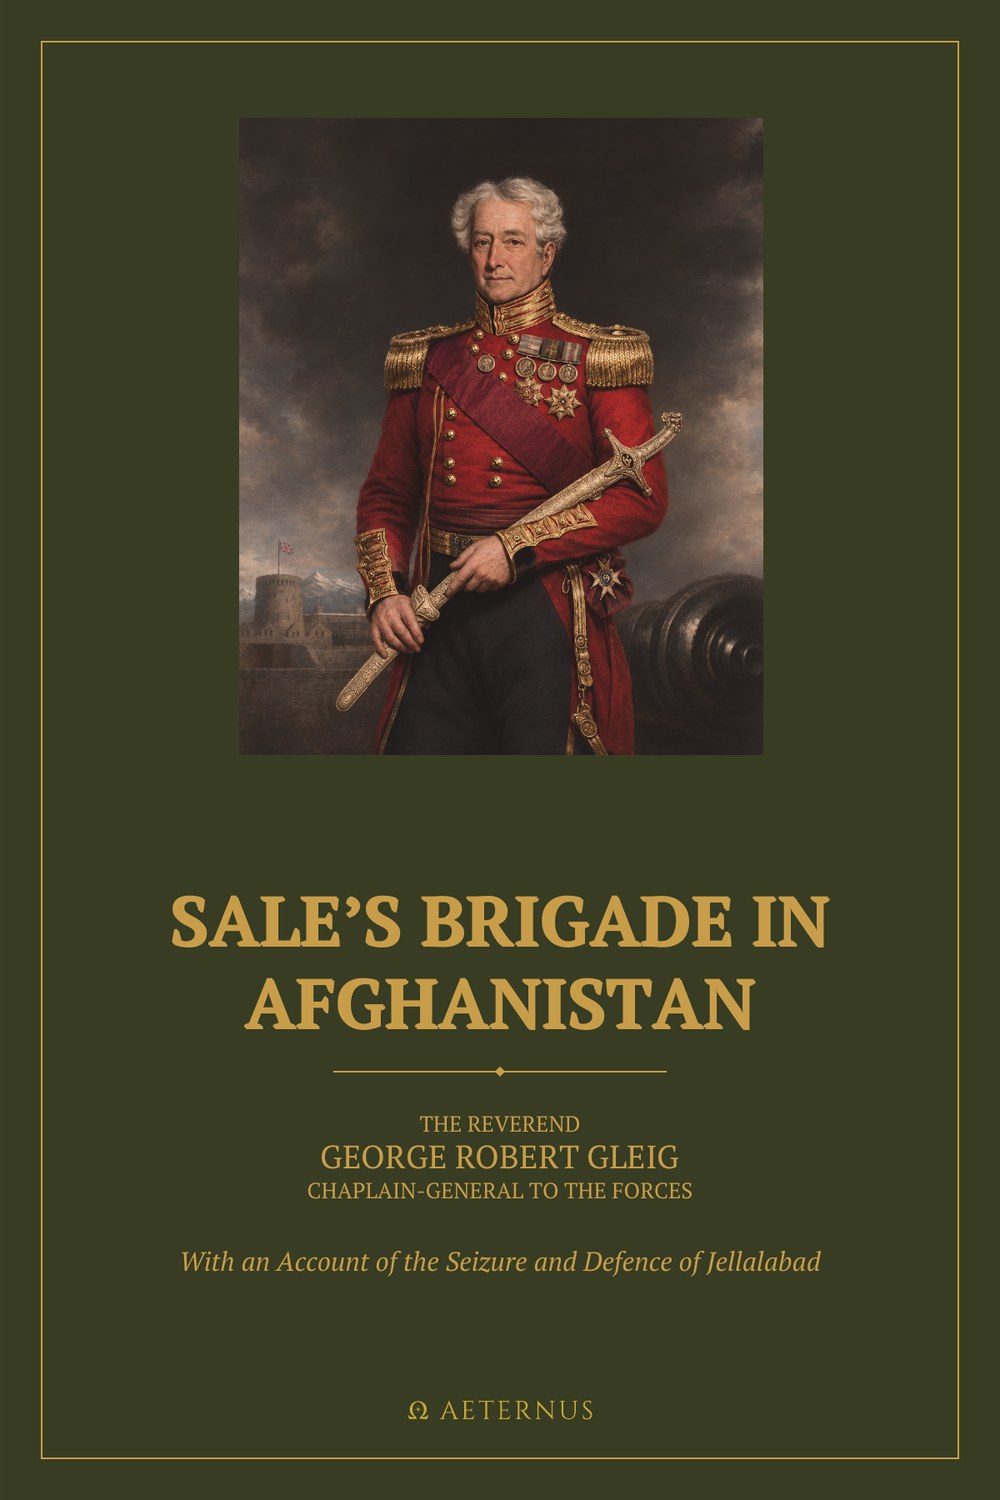 SALE’S BRIGADE IN
AFGHANISTAN
THE REVEREND
GEORGE ROBERT GLEIG
CHAPLAIN-GENERAL TO THE FORCES
With an Account of the Seizure and Defence of Jellalabad
Ω AETERNUS